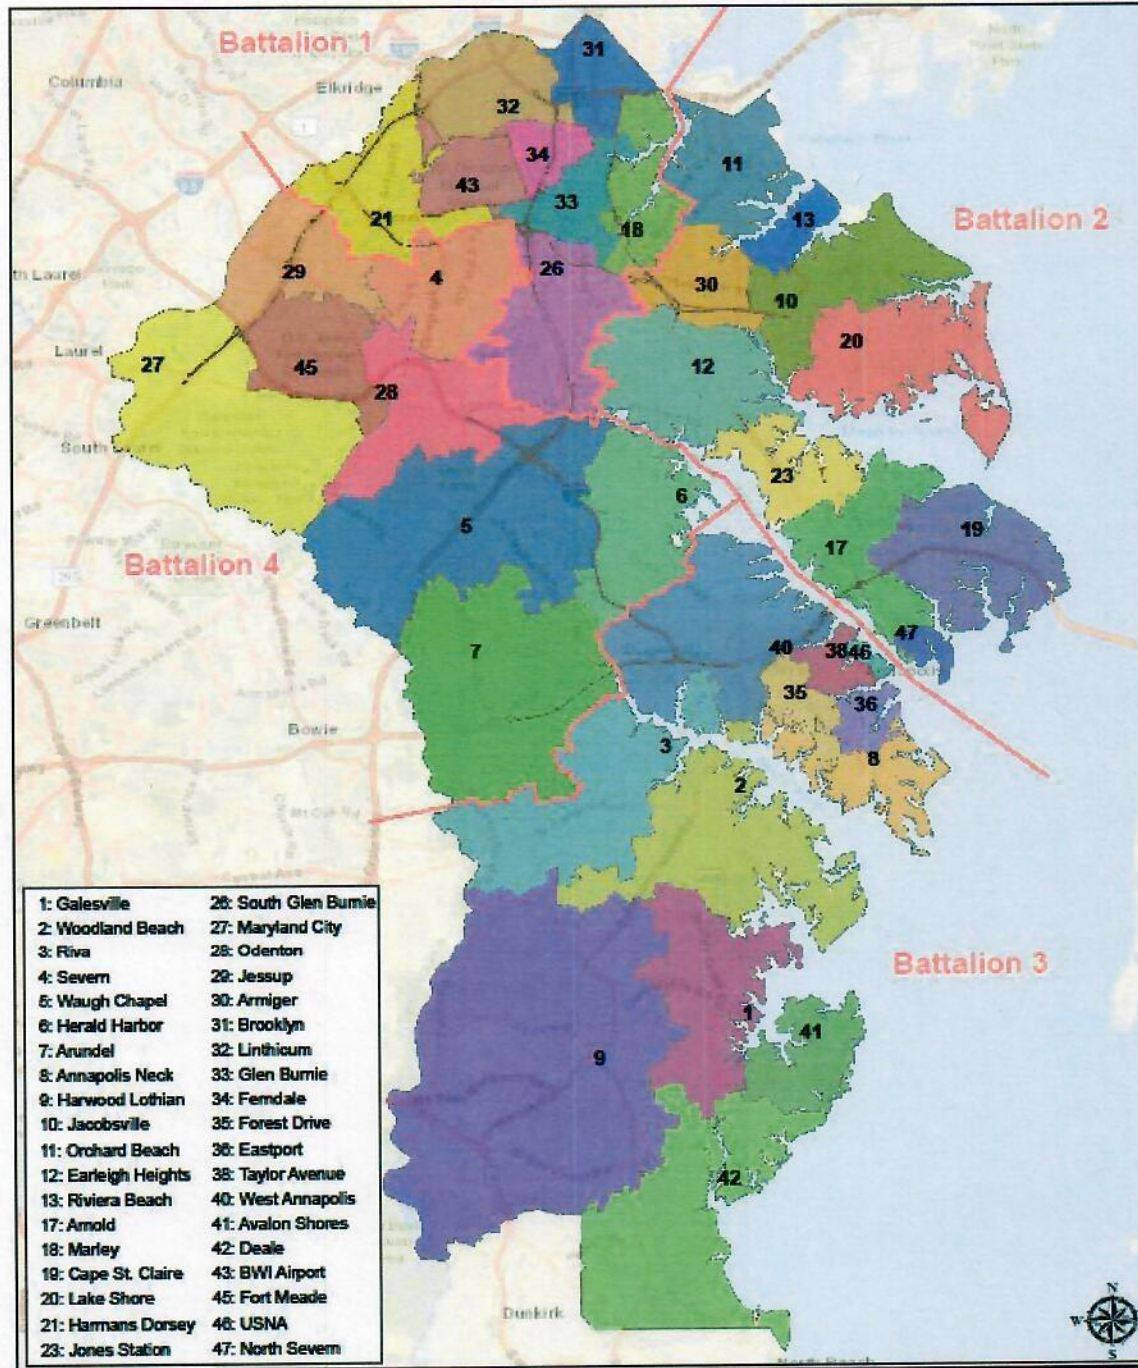 Battalion 1
31
Columbia
Elkridge
32
34
11
43
33
13
21
18
Battalion 2
29
4
26
30
10
Laurel
27
45
28
12
20
23
6
5
17
19
Battalion 4
Greenbelt
47
7
40
38
46
35
36
Bowie
3
8
2
Battalion 3
1
41
9
42
Dunkirk
1: Galesville
2: Woodland Beach
3: Riva
4: Severn
5: Waugh Chapel
6: Herald Harbor
7: Arundel
8: Annapolis Neck
9: Harwood Lothian
10: Jacobsville
11: Orchard Beach
12: Earleigh Heights
13: Riviera Beach
17: Arnold
18: Marley
19: Cape St. Claire
20: Lake Shore
21: Harmans Dorsey
23: Jones Station
26: South Glen Burnie
27: Maryland City
28: Odenton
29: Jessup
30: Armiger
31: Brooklyn
32: Linthicum
33: Glen Burnie
34: Ferndale
35: Forest Drive
36: Eastport
38: Taylor Avenue
40: West Annapolis
41: Avalon Shores
42: Deale
43: BWI Airport
45: Fort Meade
46: USNA
47: North Severn
N
W
E
S
North Beach